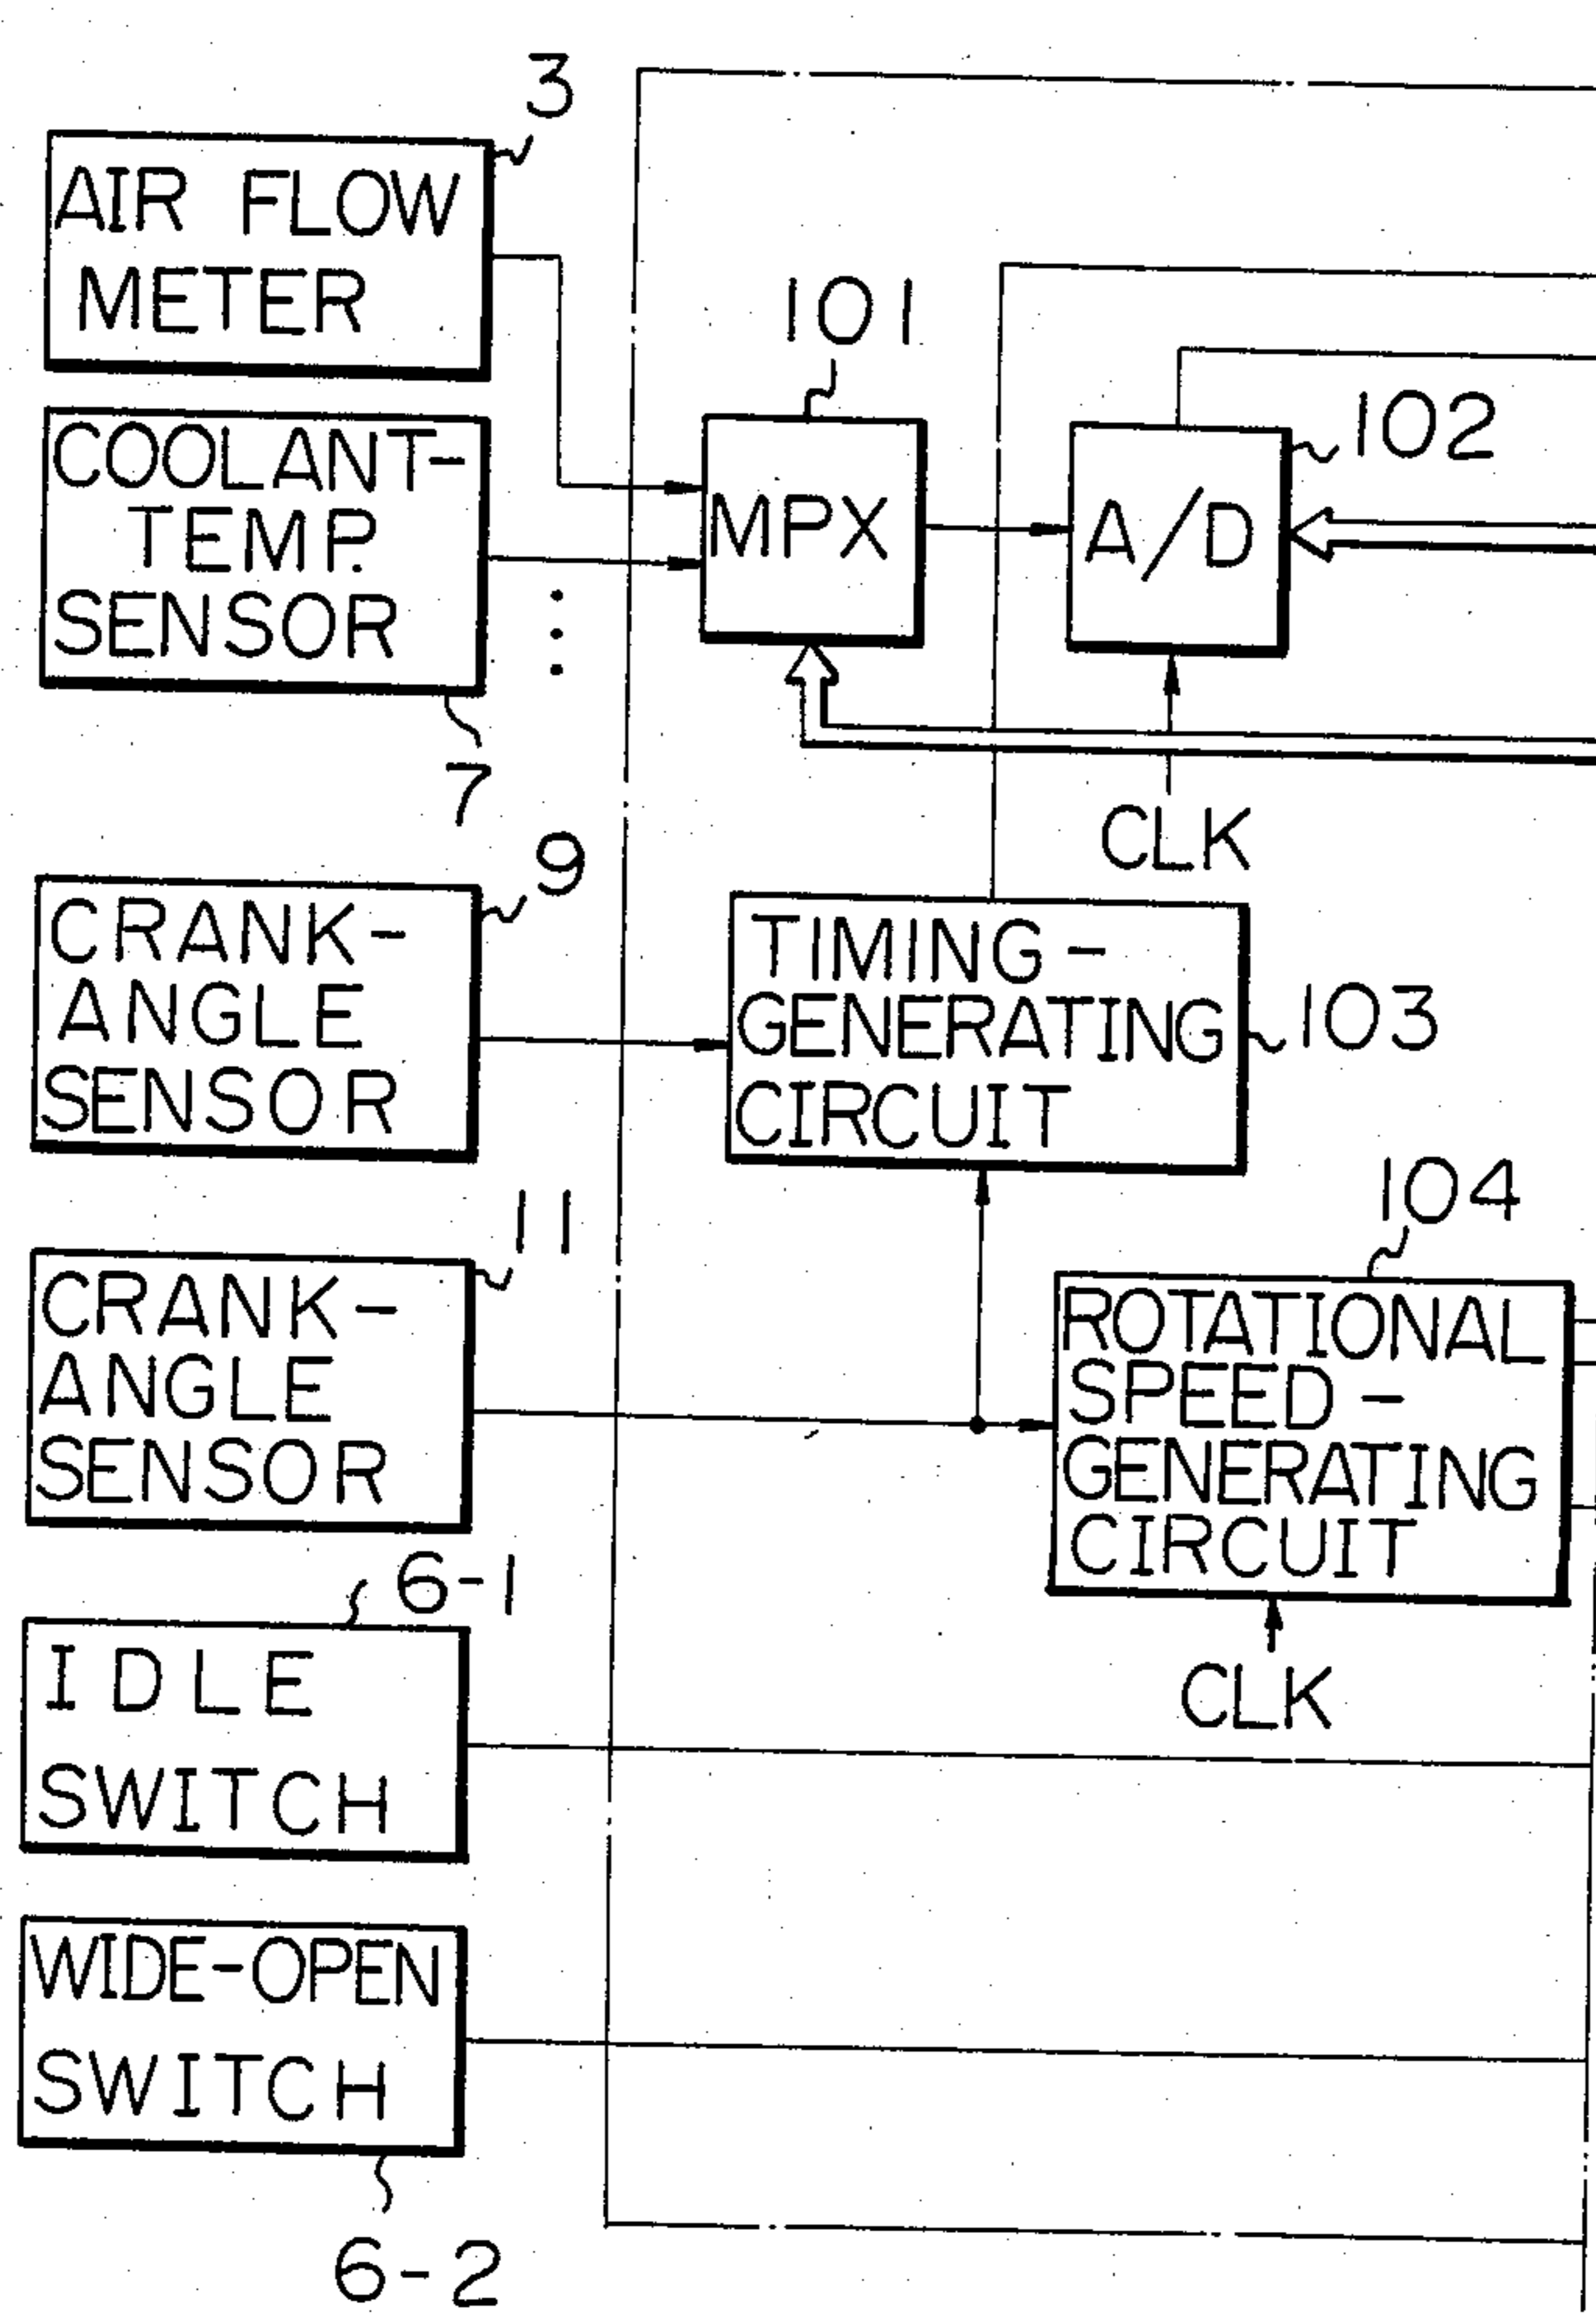 3
AIR FLOW
METER
101
COOLANT-
TEMP.
SENSOR
7
MPX
102
A/D
CLK
9
CRANK-
ANGLE
SENSOR
TIMING-
GENERATING
CIRCUIT
103
11
CRANK-
ANGLE
SENSOR
104
ROTATIONAL
SPEED-
GENERATING
CIRCUIT
CLK
6-1
IDLE
SWITCH
WIDE-OPEN
SWITCH
6-2